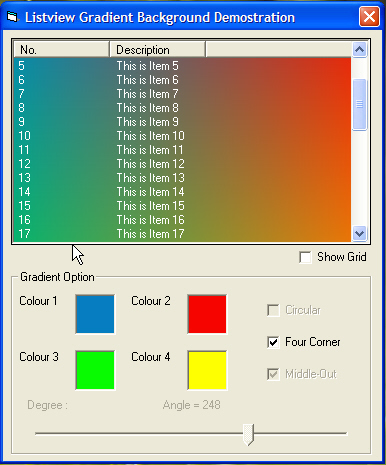 Listview Gradient Background Demostration
No. Description
5 This is Item 5
6 This is Item 6
7 This is Item 7
8 This is Item 8
9 This is Item 9
10 This is Item 10
11 This is Item 11
12 This is Item 12
13 This is Item 13
14 This is Item 14
15 This is Item 15
16 This is Item 16
17 This is Item 17
Show Grid
Gradient Option
Colour 1 Colour 2 Circular
Four Corner
Colour 3 Colour 4 Middle-Out
Degree : Angle = 248